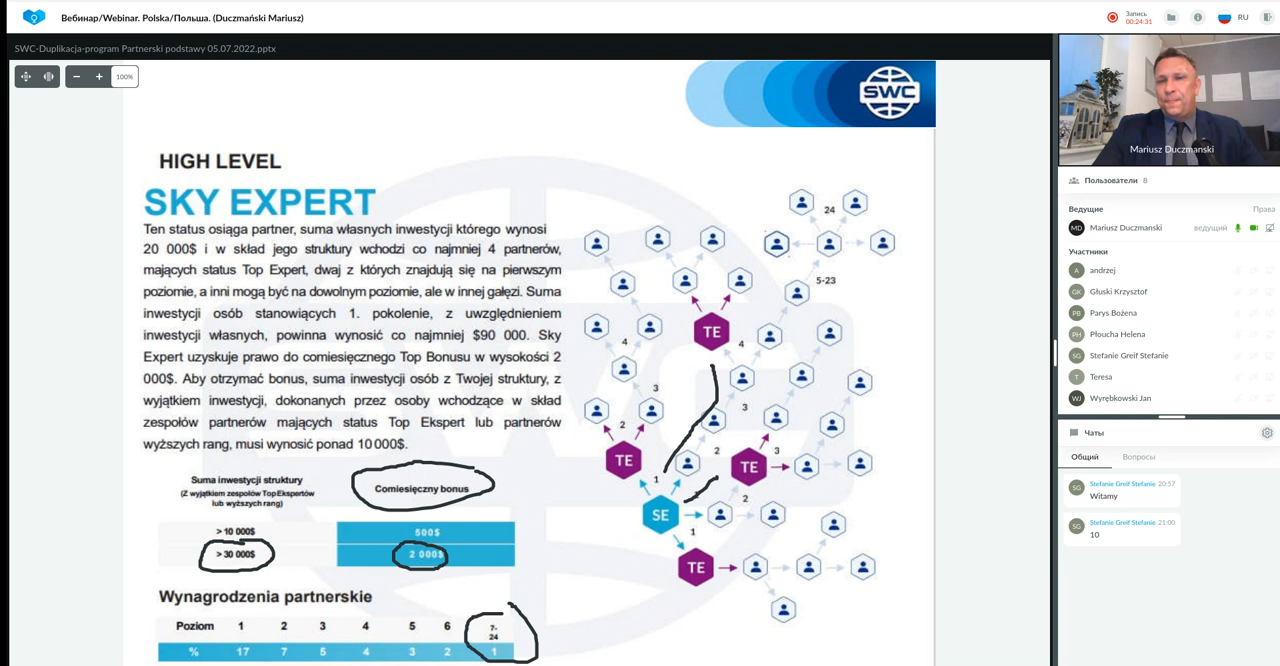 Вебинар/Webinar. Polska/Польша. (Duczmański Mariusz)
Запись
00:24:31
RU
SWC-Duplikacja-program Partnerski podstawy 05.07.2022.pptx
100%
SWC
HIGH LEVEL
SKY EXPERT
Ten status osiąga partner, suma własnych inwestycji którego wynosi
20 000$ i w skład jego struktury wchodzi co najmniej 4 partnerów,
mających status Top Expert, dwaj z których znajdują się na pierwszym
poziomie, a inni mogą być na dowolnym poziomie, ale w innej gałęzi. Suma
inwestycji osób stanowiących 1. pokolenie, z uwzględnieniem
inwestycji własnych, powinna wynosić co najmniej $90 000. Sky
Expert uzyskuje prawo do comiesięcznego Top Bonusu w wysokości 2
000$. Aby otrzymać bonus, suma inwestycji osób z Twojej struktury, z
wyjątkiem inwestycji, dokonanych przez osoby wchodzące w skład
zespołów partnerów mających status Top Ekspert lub partnerów
wyższych rang, musi wynosić ponad 10 000$.
Suma inwestycji struktury
(Z wyjątkiem zespołów TopEkspertów
lub wyższych rang)
Comiesięczny bonus
> 10 000$
500$
> 30 000$
2 000$
Wynagrodzenia partnerskie
Poziom 1 2 3 4 5 6 7-
24
% 17 7 5 4 3 2 1
24
5-23
TE
4
4
3
3
2
2
3
TE
TE
1
2
SE
1
TE
Mariusz Duczmanski
Пользователи 8
Ведущие
Права
MD
Mariusz Duczmanski
ведущий
Участники
A
andrzej
GK
Głuski Krzysztof
PB
Parys Bożena
PH
Płoucha Helena
SG
Stefanie Greif Stefanie
T
Teresa
WJ
Wyrębkowski Jan
Чаты
Общий
Вопросы
SG
Stefanie Greif Stefanie 20:57
Witamy
SG
Stefanie Greif Stefanie 21:00
10